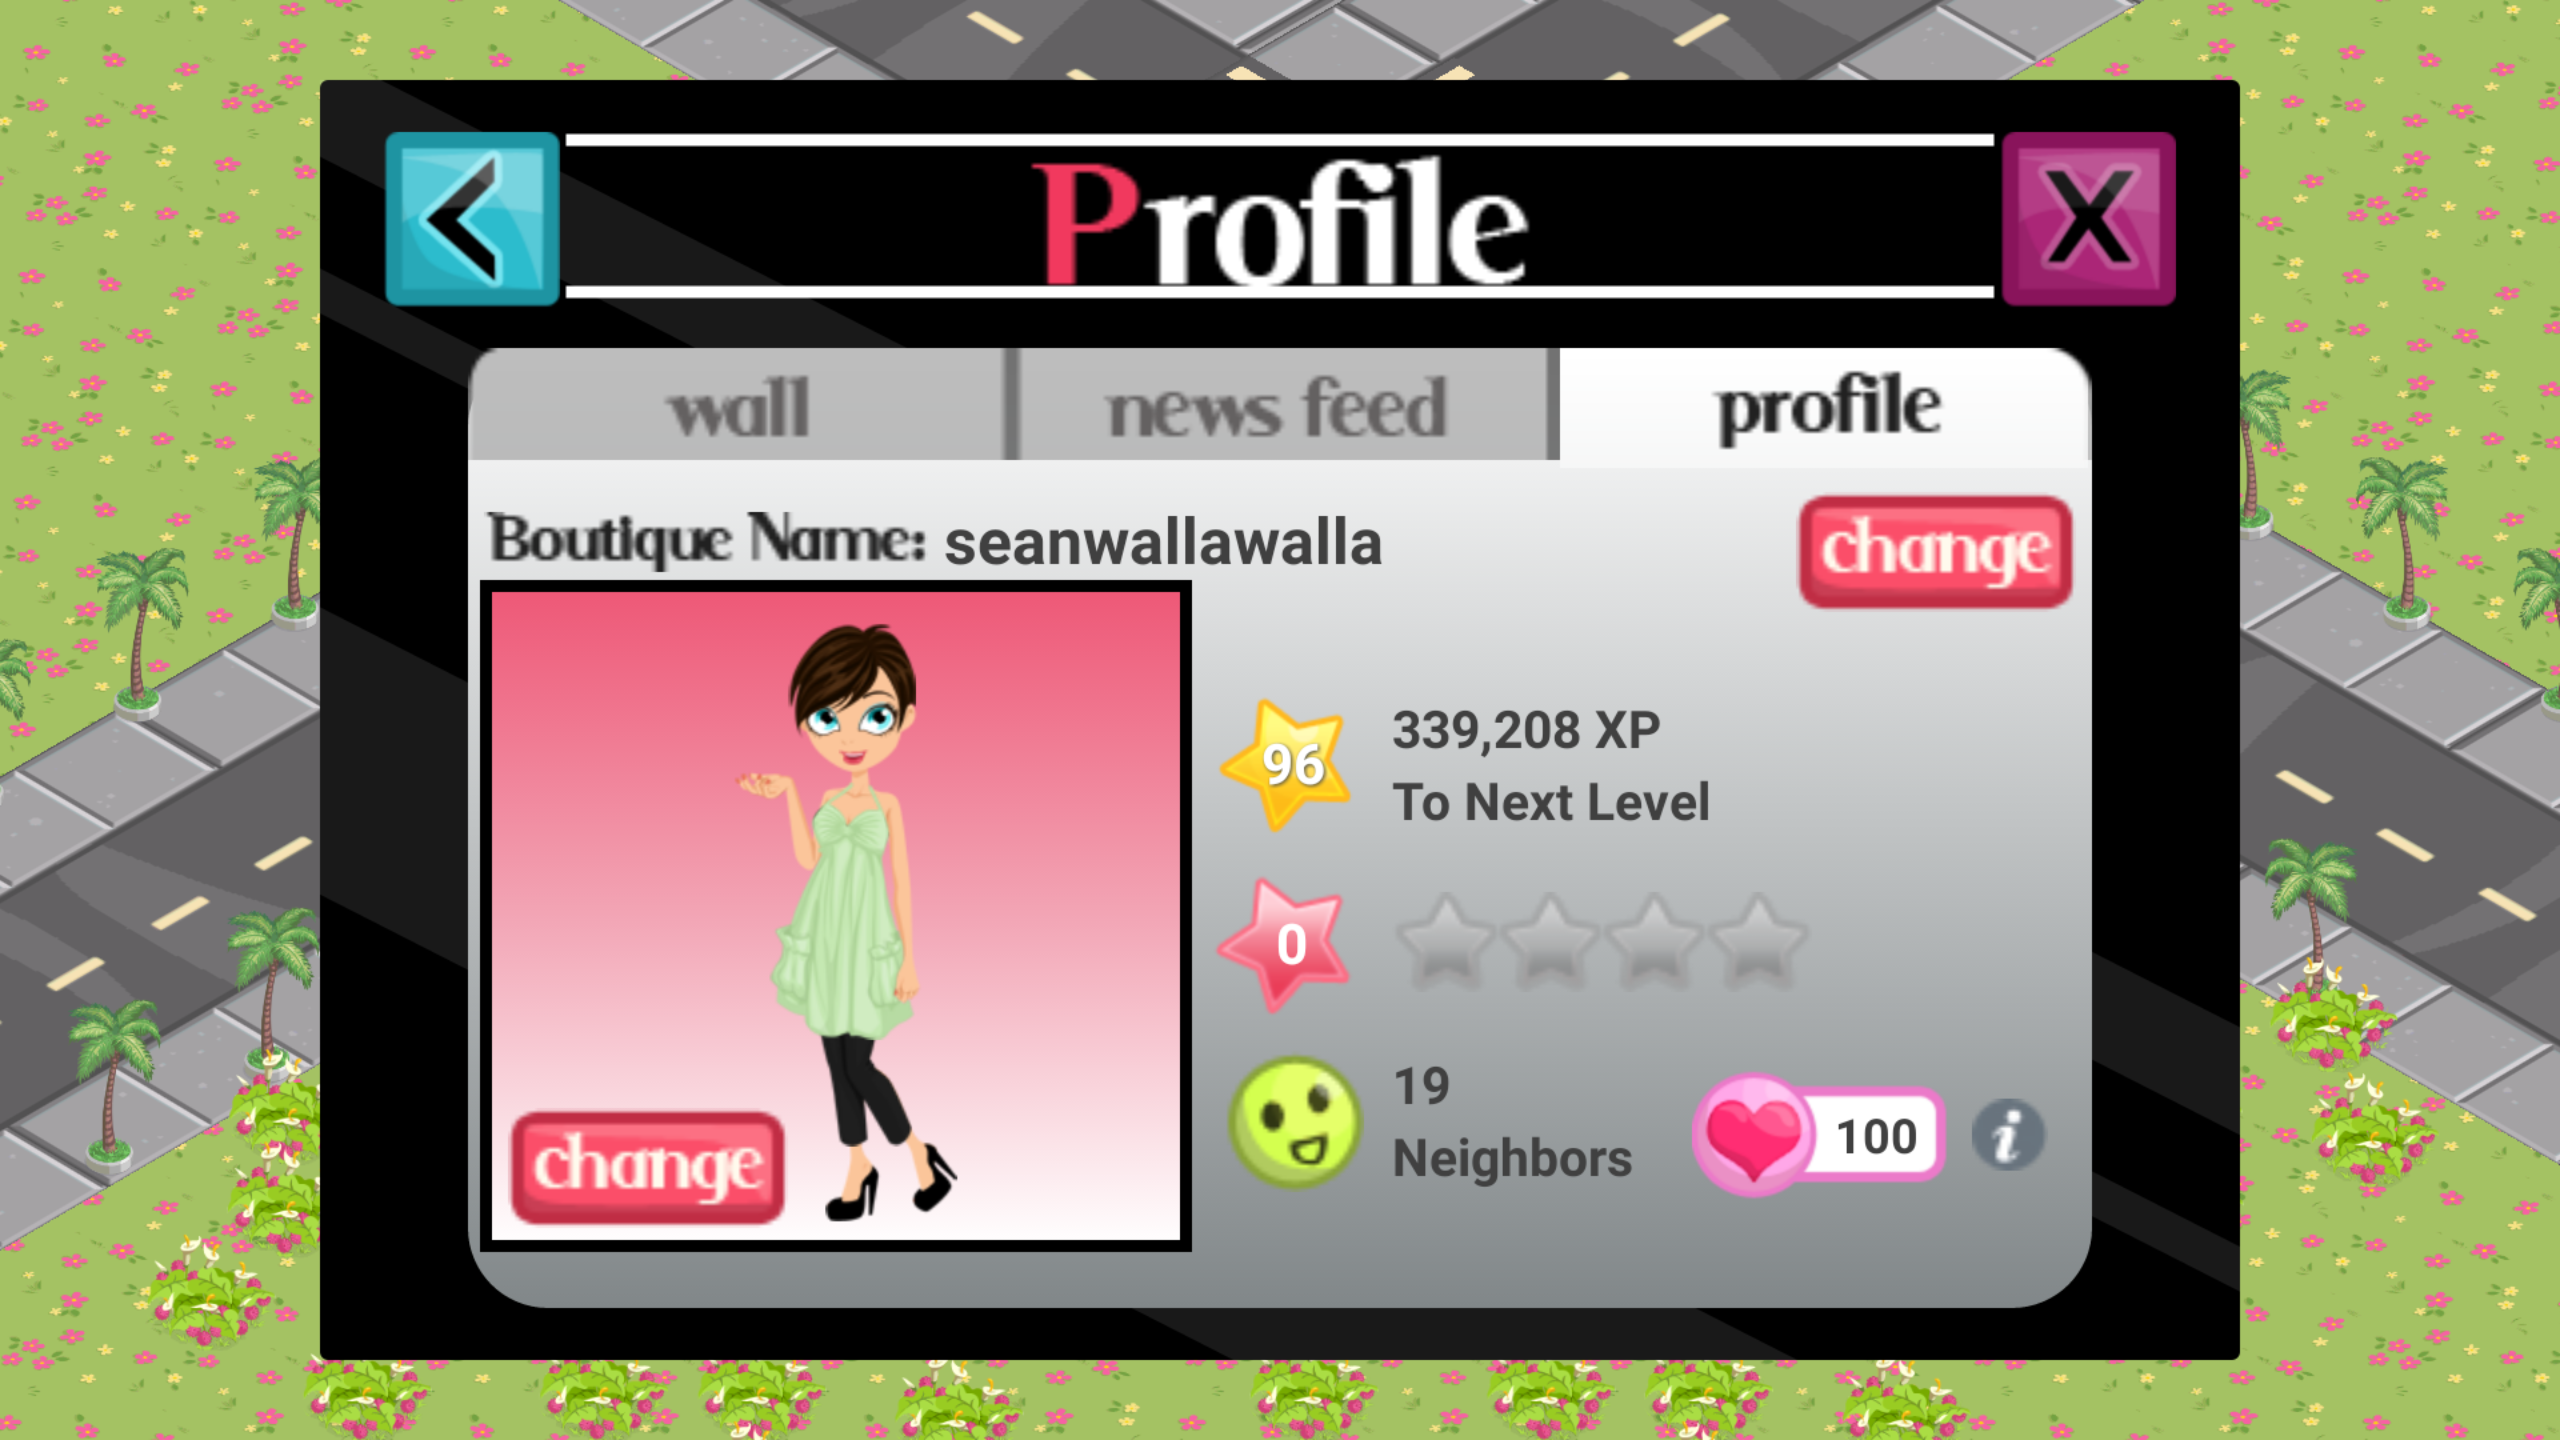 Profile
X
wall
news feed
profile
Boutique Name: seanwallawalla
change
96
339,208 XP
To Next Level
0
19
Neighbors
100
i
change